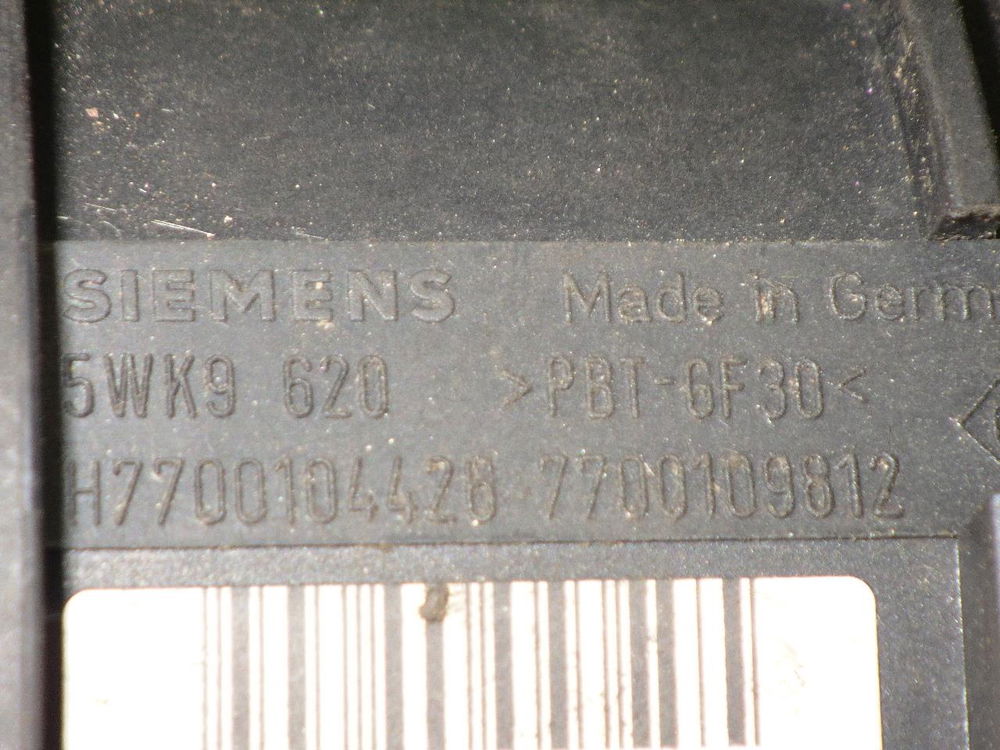 SIEMENS Made in Germ
5WK9 620 >PBT-GF30<
H7700104426 7700109812